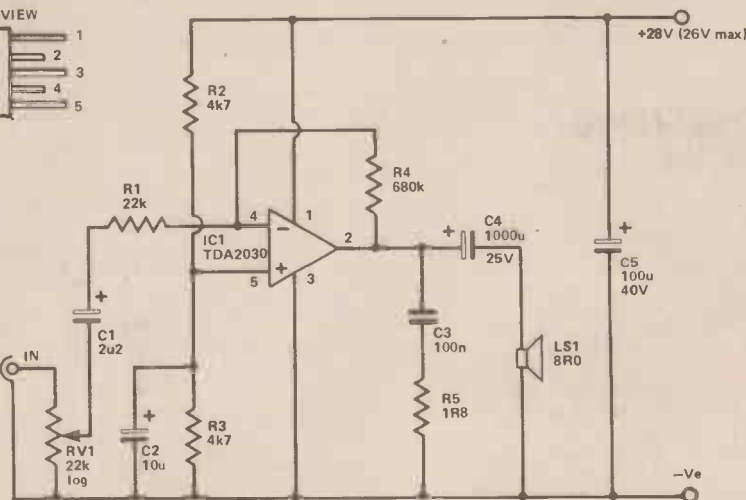 VIEW
1
2
3
4
5
+28V (26V max)
R2
4k7
R4
680k
R1
22k
4
1
IC1
TDA2030
2
5
3
C4
1000u
25V
C5
100u
40V
C1
2u2
C3
100n
LS1
8R0
IN
R5
1R8
R3
4k7
RV1
22k
log
C2
10u
−Ve